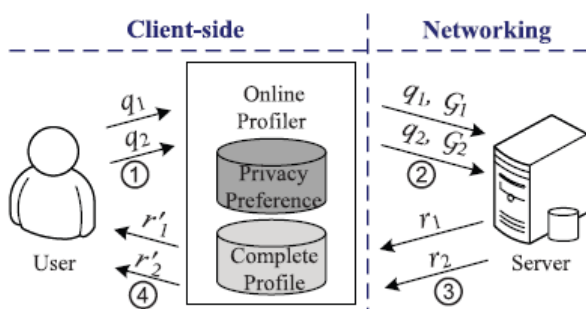 Client-side
Networking
q1
q2
①
Online
Profiler
Privacy
Preference
Complete
Profile
q1, G1
q2, G2
②
r′1
r′2
④
User
r1
r2
③
Server